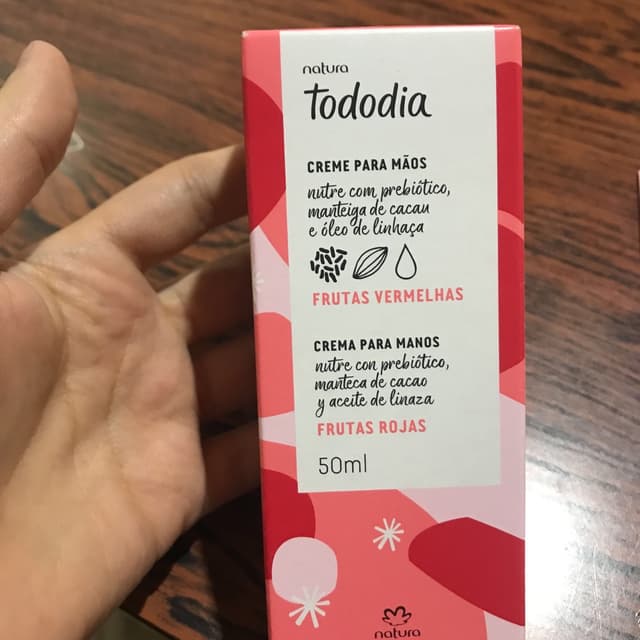 natura
tododia
CREME PARA MÃOS
nutre com prebiótico,
manteiga de cacau
e óleo de linhaça
FRUTAS VERMELHAS
CREMA PARA MANOS
nutre con prebiótico,
manteca de cacao
y aceite de linaza
FRUTAS ROJAS
50ml
natura